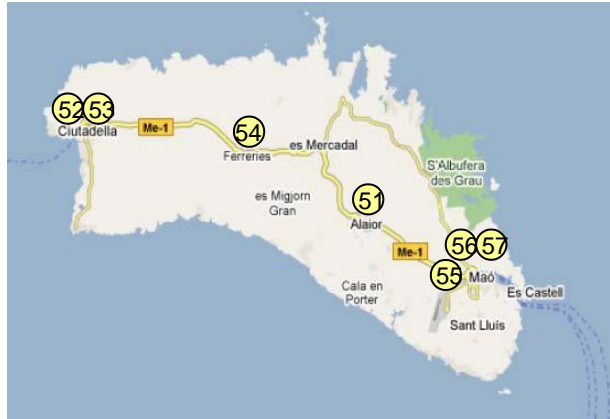 52 53
Ciutadella
Me-1
54
Ferreries
es Mercadal
S'Albufera
des Grau
es Migjorn
Gran
51
Alaior
56 57
Me-1
55
Maó
Cala en
Porter
Es Castell
Sant Lluís